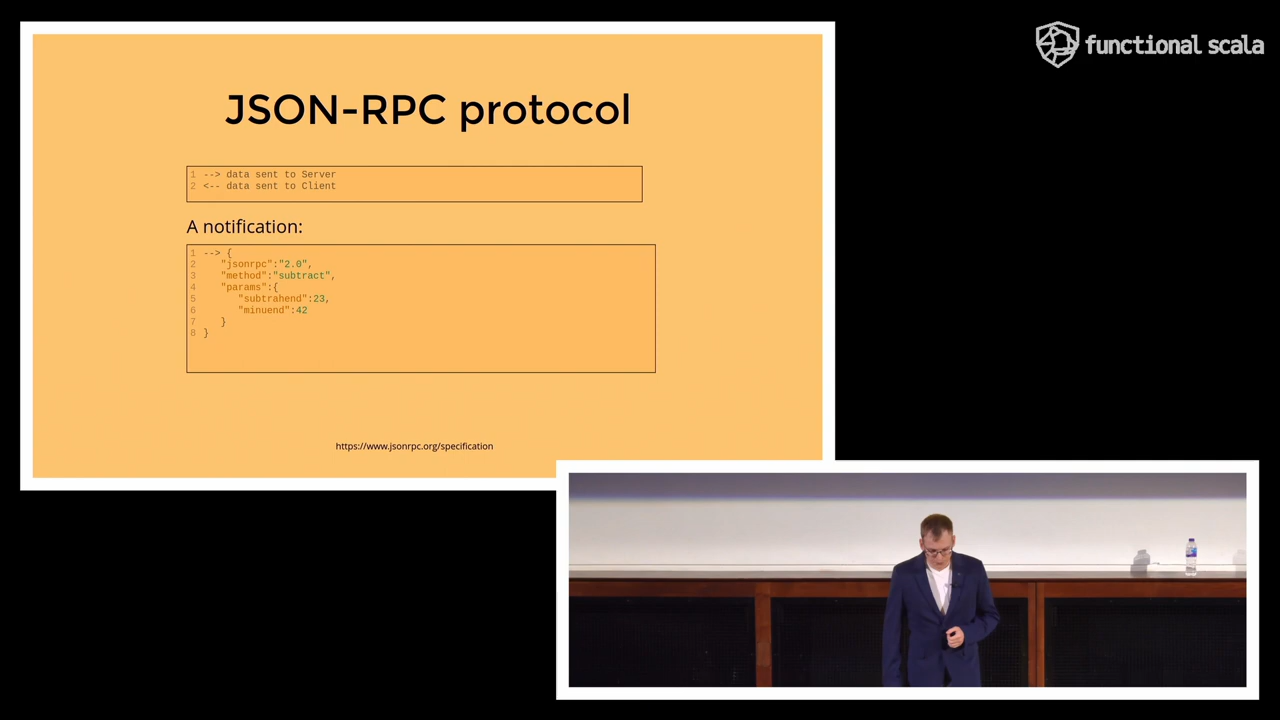 functional scala
JSON-RPC protocol
1 --> data sent to Server
2 <-- data sent to Client
A notification:
1 --> {
2 "jsonrpc":"2.0",
3 "method":"subtract",
4 "params":{
5 "subtrahend":23,
6 "minuend":42
7 }
8 }
https://www.jsonrpc.org/specification